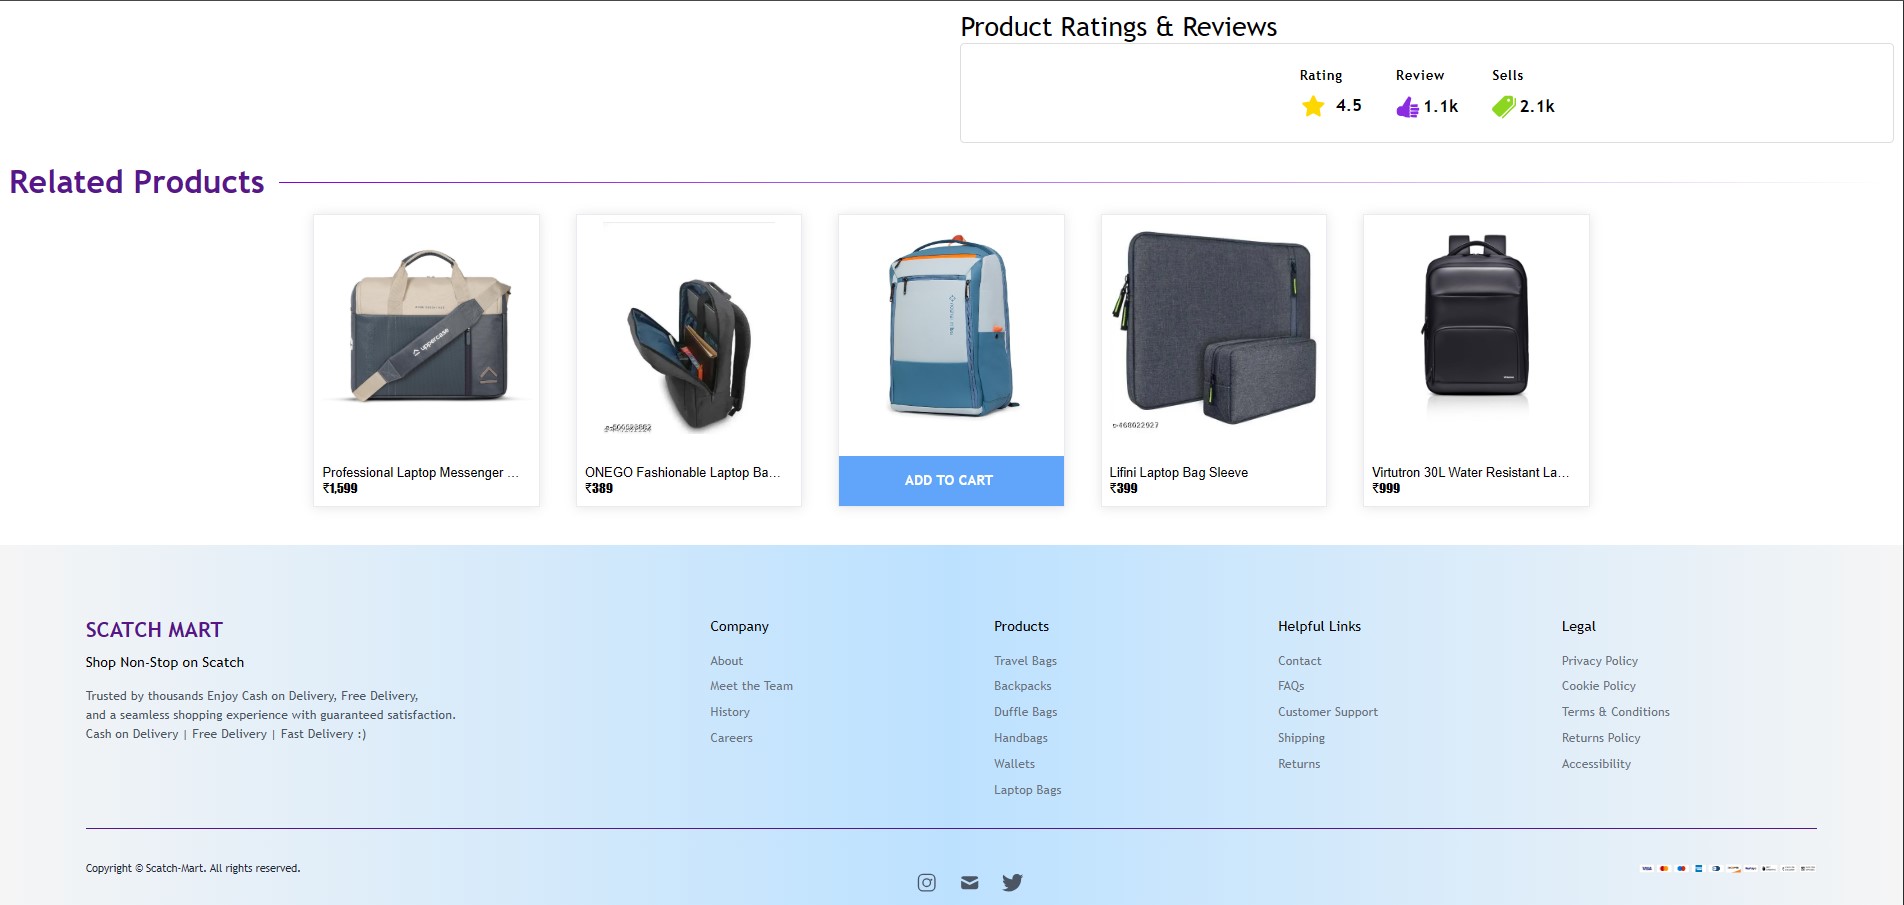 Product Ratings & Reviews
Rating Review Sells
4.5 1.1k 2.1k
Related Products
uppercase
Professional Laptop Messenger ...
₹1,599
ONEGO Fashionable Laptop Ba...
₹389
ADD TO CART
s-468022927
Lifini Laptop Bag Sleeve
₹399
Virtutron 30L Water Resistant La...
₹999
SCATCH MART
Shop Non-Stop on Scatch
Trusted by thousands Enjoy Cash on Delivery, Free Delivery,
and a seamless shopping experience with guaranteed satisfaction.
Cash on Delivery | Free Delivery | Fast Delivery :)
Company
About
Meet the Team
History
Careers
Products
Travel Bags
Backpacks
Duffle Bags
Handbags
Wallets
Laptop Bags
Helpful Links
Contact
FAQs
Customer Support
Shipping
Returns
Legal
Privacy Policy
Cookie Policy
Terms & Conditions
Returns Policy
Accessibility
Copyright © Scatch-Mart. All rights reserved.
VISA